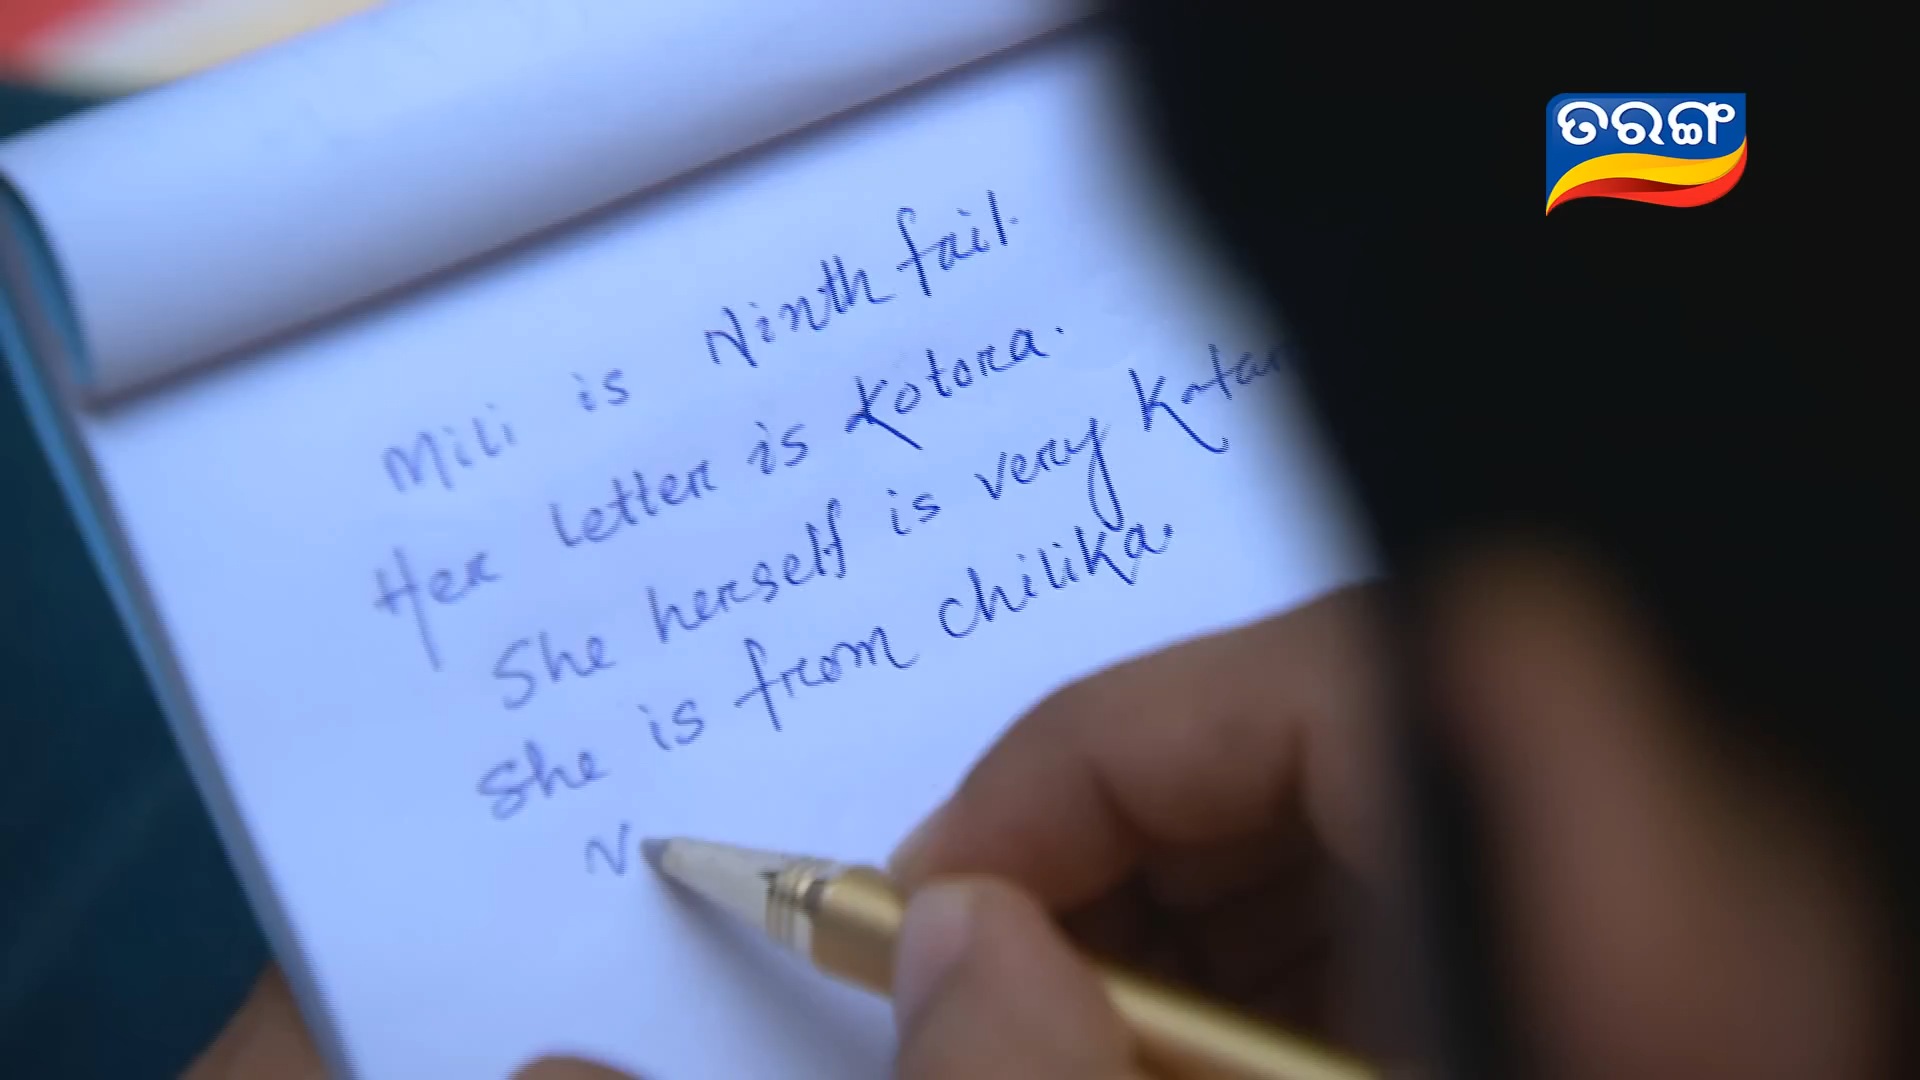 ତରଙ୍ଗ
Mili is Ninth fail.
Her letter is Kotora.
She herself is very
She is from chilika.
N